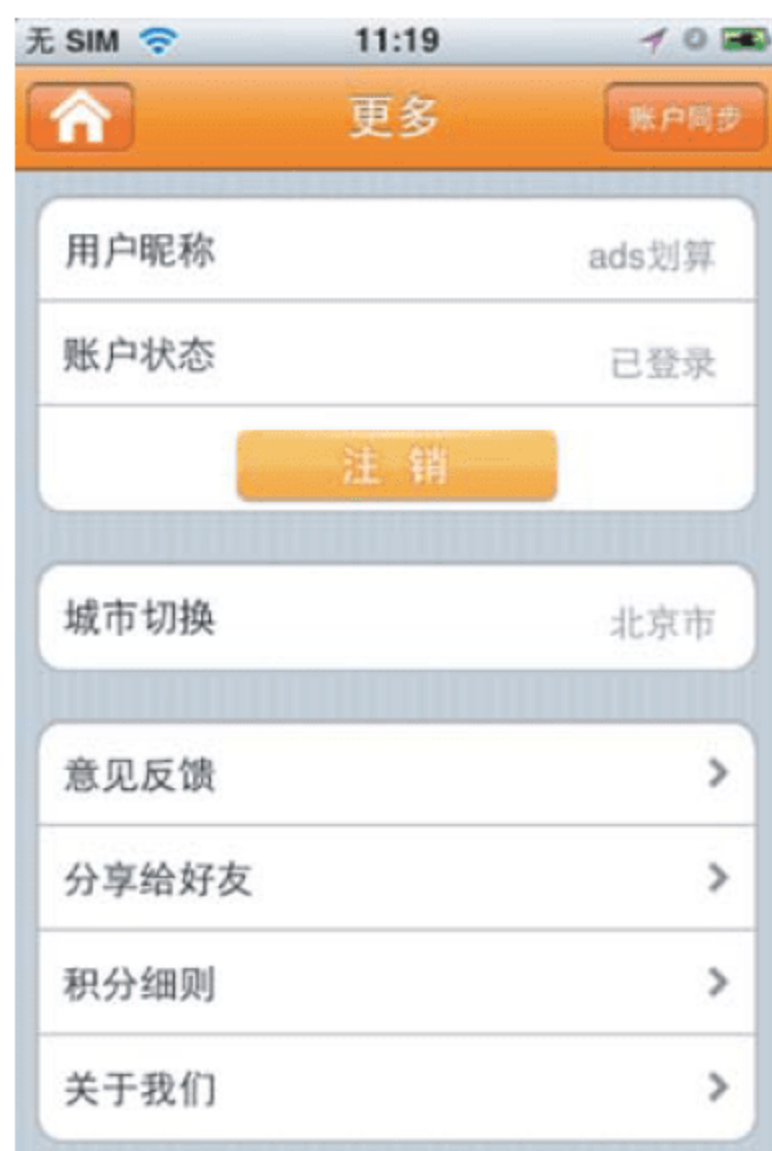 无 SIM 11:19
更多 账户同步
用户昵称 ads划算
账户状态 已登录
注 销
城市切换 北京市
意见反馈
分享给好友
积分细则
关于我们